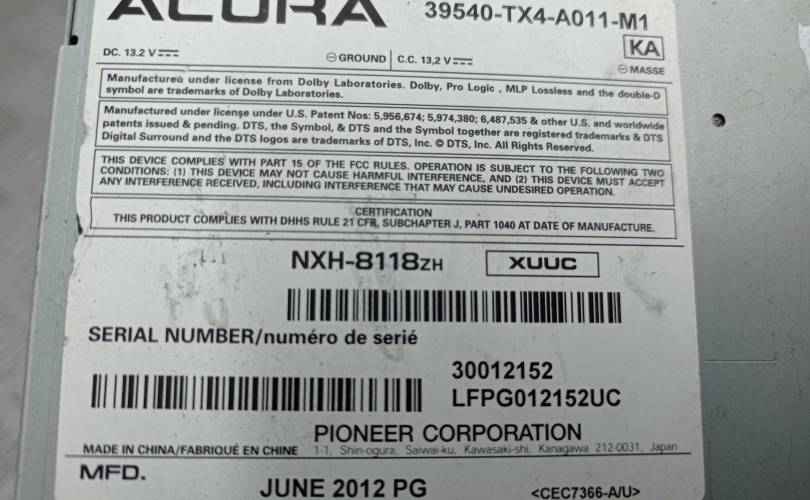 ACURA
39540-TX4-A011-M1
KA
DC. 13.2 V ⎓ ⊖GROUND | C.C. 13,2 V ⎓ ⊖MASSE
Manufactured under license from Dolby Laboratories. Dolby, Pro Logic , MLP Lossless and the double-D
symbol are trademarks of Dolby Laboratories.
Manufactured under license under U.S. Patent Nos: 5,956,674; 5,974,380; 6,487,535 & other U.S. and worldwide
patents issued & pending. DTS, the Symbol, & DTS and the Symbol together are registered trademarks & DTS
Digital Surround and the DTS logos are trademarks of DTS, Inc. © DTS, Inc. All Rights Reserved.
THIS DEVICE COMPLIES WITH PART 15 OF THE FCC RULES. OPERATION IS SUBJECT TO THE FOLLOWING TWO
CONDITIONS: (1) THIS DEVICE MAY NOT CAUSE HARMFUL INTERFERENCE, AND (2) THIS DEVICE MUST ACCEPT
ANY INTERFERENCE RECEIVED, INCLUDING INTERFERENCE THAT MAY CAUSE UNDESIRED OPERATION.
CERTIFICATION
THIS PRODUCT COMPLIES WITH DHHS RULE 21 CFR, SUBCHAPTER J, PART 1040 AT DATE OF MANUFACTURE.
NXH-8118ZH XUUC
SERIAL NUMBER/numéro de serié
30012152
LFPG012152UC
PIONEER CORPORATION
MADE IN CHINA/FABRIQUÉ EN CHINE 1-1, Shin-ogura, Saiwai-ku, Kawasaki-shi, Kanagawa 212-0031, Japan
MFD.
JUNE 2012 PG <CEC7366-A/U>